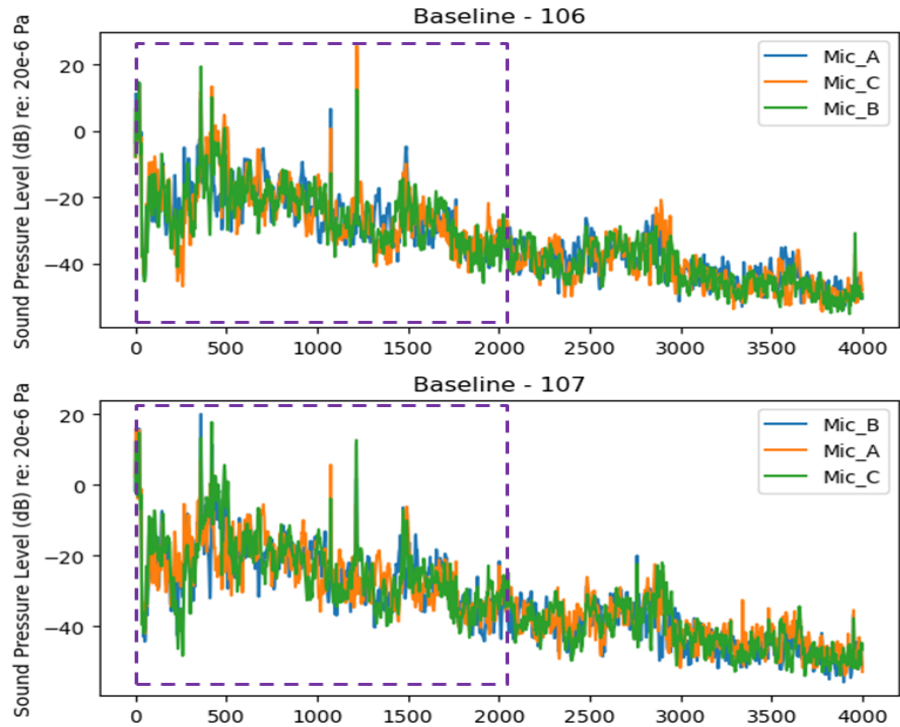 Baseline - 106
Sound Pressure Level (dB) re: 20e-6 Pa
20
0
−20
−40
Mic_A
Mic_C
Mic_B
0 500 1000 1500 2000 2500 3000 3500 4000
Baseline - 107
Sound Pressure Level (dB) re: 20e-6 Pa
20
0
−20
−40
Mic_B
Mic_A
Mic_C
0 500 1000 1500 2000 2500 3000 3500 4000